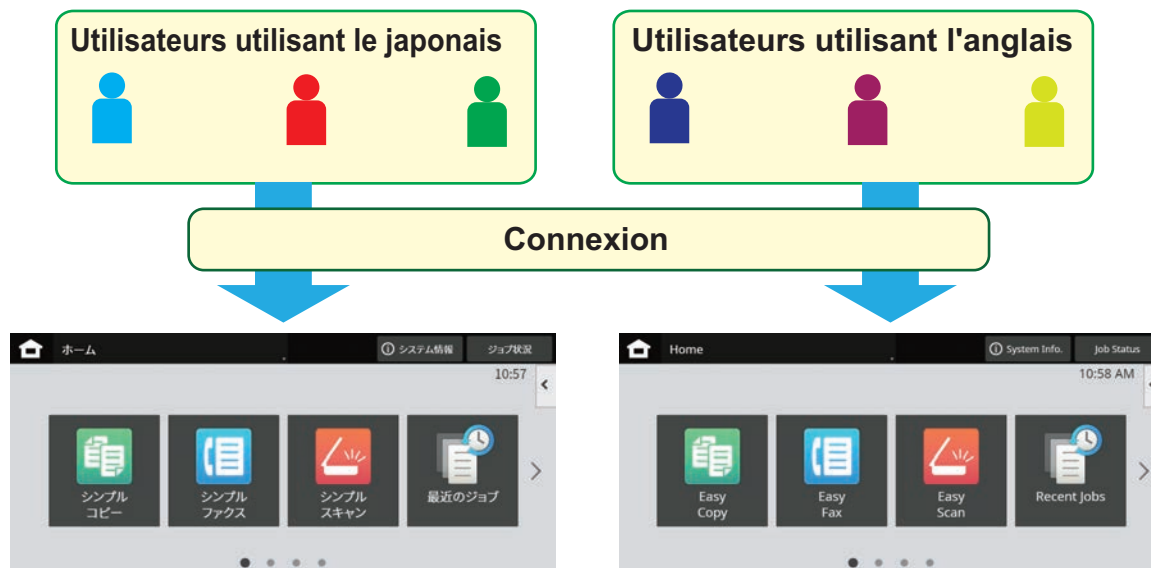 Utilisateurs utilisant le japonais
Utilisateurs utilisant l'anglais
Connexion
ホーム
システム情報
ジョブ状況
10:57
シンプル
コピー
シンプル
ファクス
シンプル
スキャン
最近のジョブ
Home
System Info.
Job Status
10:58 AM
Easy
Copy
Easy
Fax
Easy
Scan
Recent Jobs